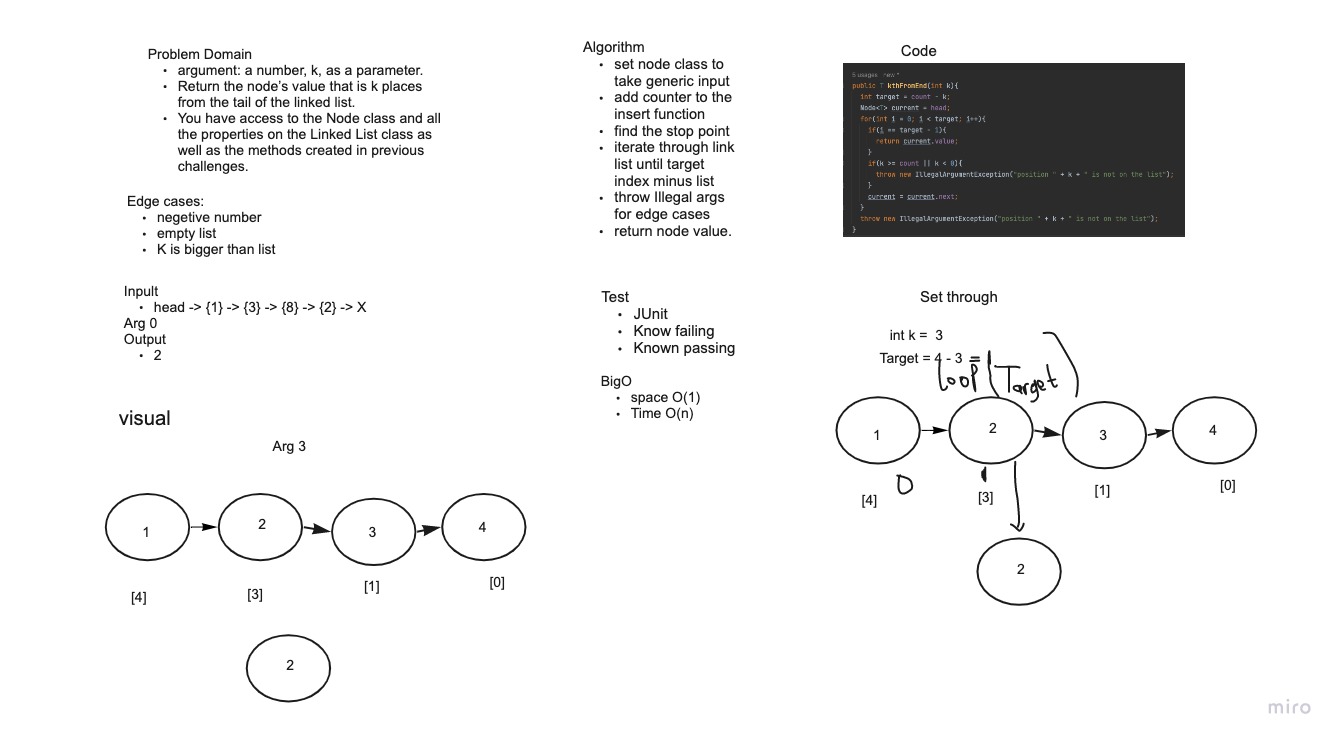 Problem Domain
• argument: a number, k, as a parameter.
• Return the node's value that is k places
from the tail of the linked list.
• You have access to the Node class and all
the properties on the Linked List class as
well as the methods created in previous
challenges.
Edge cases:
• negetive number
• empty list
• K is bigger than list
Inpult
• head -> {1} -> {3} -> {8} -> {2} -> X
Arg 0
Output
• 2
visual
Arg 3
1
2
3
4
[4]
[3]
[1]
[0]
2
Algorithm
• set node class to
take generic input
• add counter to the
insert function
• find the stop point
• iterate through link
list until target
index minus list
• throw Illegal args
for edge cases
• return node value.
Test
• JUnit
• Know failing
• Known passing
BigO
• space O(1)
• Time O(n)
Code
5 usages new *
public T kthFromEnd(int k){
int target = count - k;
Node<T> current = head;
for(int i = 0; i < target; i++){
if(i == target - 1){
return current.value;
}
if(k >= count || k < 0){
throw new IllegalArgumentException("position " + k + " is not on the list");
}
current = current.next;
}
throw new IllegalArgumentException("position " + k + " is not on the list");
}
Set through
int k = 3
Target = 4 - 3 = 1
Loop (Target)
1
2
3
4
[4]
0
1
[3]
[1]
[0]
2
miro